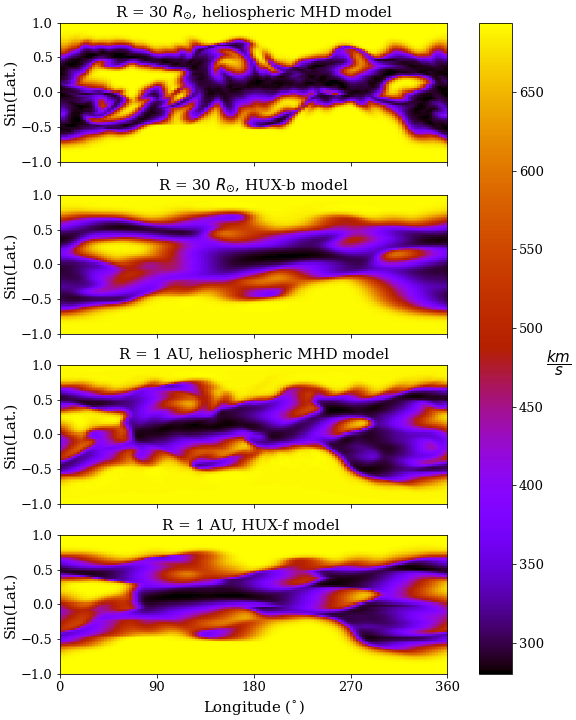 R = 30 R☉, heliospheric MHD model
1.0
0.5
0.0
−0.5
−1.0
Sin(Lat.)
R = 30 R☉, HUX-b model
1.0
0.5
0.0
−0.5
−1.0
Sin(Lat.)
R = 1 AU, heliospheric MHD model
1.0
0.5
0.0
−0.5
−1.0
Sin(Lat.)
R = 1 AU, HUX-f model
1.0
0.5
0.0
−0.5
−1.0
Sin(Lat.)
0 90 180 270 360
Longitude (°)
650
600
550
500
450
400
350
300
km
s